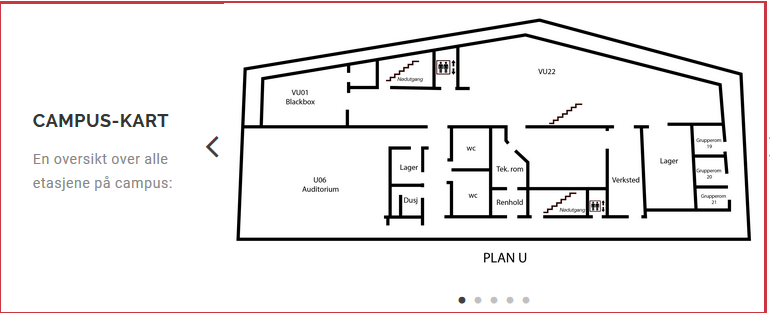 CAMPUS-KART
En oversikt over alle
etasjene på campus:
VU01
Blackbox
Nødutgang
VU22
U06
Auditorium
Lager
Dusj
wc
wc
Tek. rom
Renhold
Nødutgang
Verksted
Lager
Grupperom
19
Grupperom
20
Grupperom
21
PLAN U